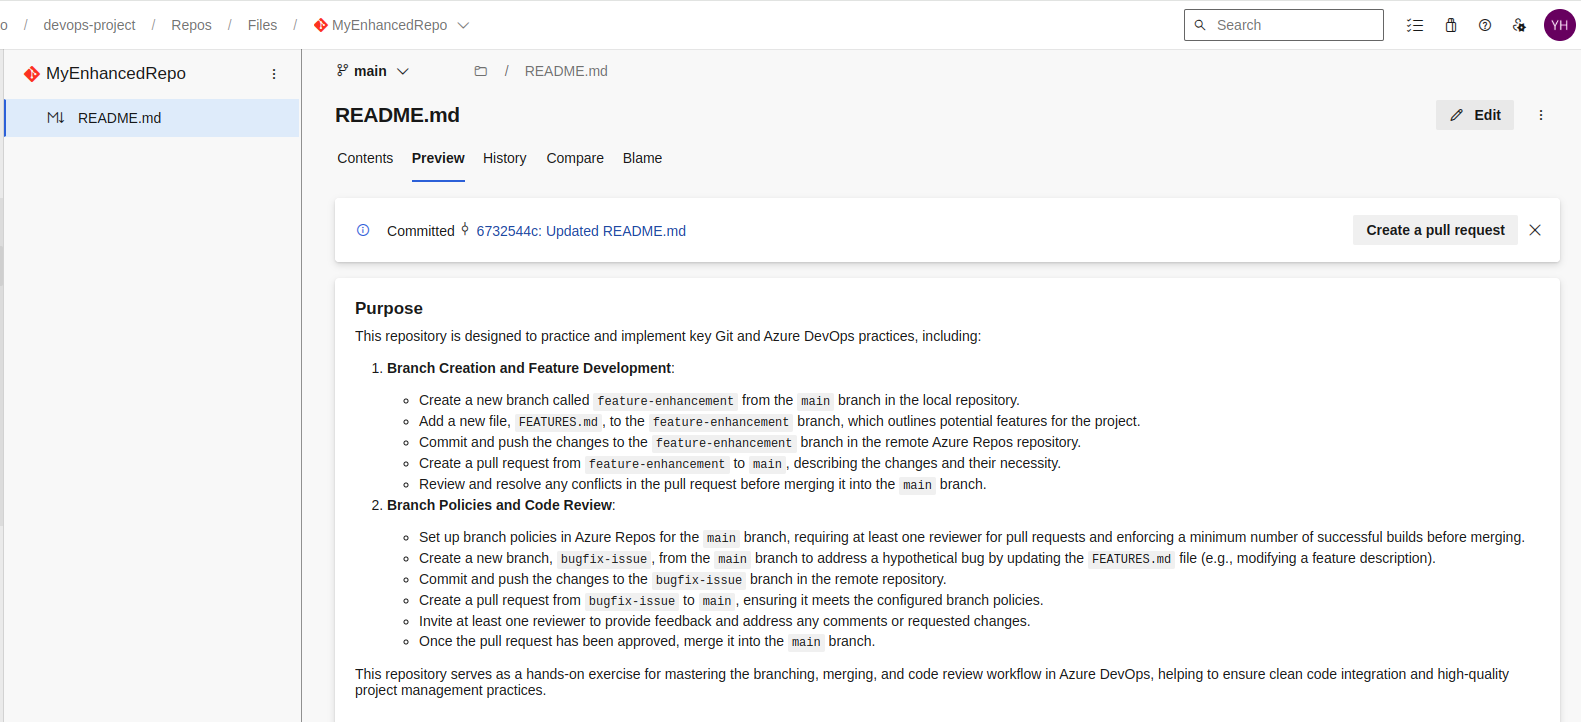 o / devops-project / Repos / Files / MyEnhancedRepo
Search
YH
MyEnhancedRepo
README.md
main
/ README.md
README.md
Edit
Contents Preview History Compare Blame
Committed 6732544c: Updated README.md
Create a pull request
Purpose
This repository is designed to practice and implement key Git and Azure DevOps practices, including:
1. Branch Creation and Feature Development:
Create a new branch called feature-enhancement from the main branch in the local repository.
Add a new file, FEATURES.md, to the feature-enhancement branch, which outlines potential features for the project.
Commit and push the changes to the feature-enhancement branch in the remote Azure Repos repository.
Create a pull request from feature-enhancement to main, describing the changes and their necessity.
Review and resolve any conflicts in the pull request before merging it into the main branch.
2. Branch Policies and Code Review:
Set up branch policies in Azure Repos for the main branch, requiring at least one reviewer for pull requests and enforcing a minimum number of successful builds before merging.
Create a new branch, bugfix-issue, from the main branch to address a hypothetical bug by updating the FEATURES.md file (e.g., modifying a feature description).
Commit and push the changes to the bugfix-issue branch in the remote repository.
Create a pull request from bugfix-issue to main, ensuring it meets the configured branch policies.
Invite at least one reviewer to provide feedback and address any comments or requested changes.
Once the pull request has been approved, merge it into the main branch.
This repository serves as a hands-on exercise for mastering the branching, merging, and code review workflow in Azure DevOps, helping to ensure clean code integration and high-quality
project management practices.